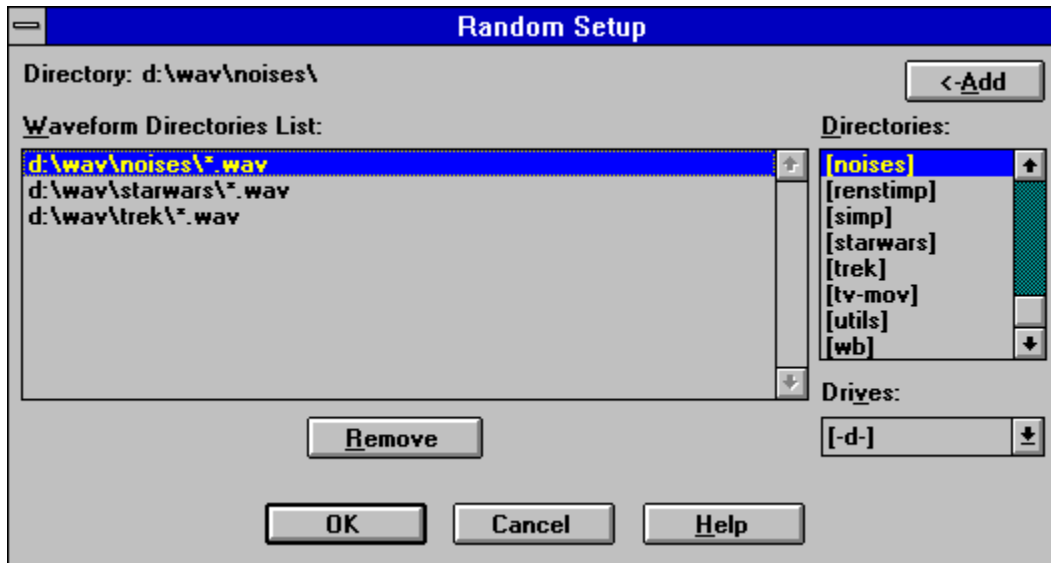 Random Setup
Directory: d:\wav\noises\
<-Add
Waveform Directories List:
Directories:
d:\wav\noises\*.wav
d:\wav\starwars\*.wav
d:\wav\trek\*.wav
[noises]
[renstimp]
[simp]
[starwars]
[trek]
[tv-mov]
[utils]
[wb]
Drives:
[-d-]
Remove
OK
Cancel
Help